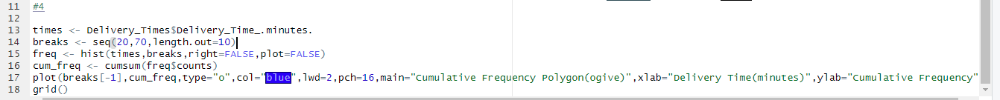 11 #4
12
13 times <- Delivery_Times$Delivery_Time_.minutes.
14 breaks <- seq(20,70,length.out=10)
15 freq <- hist(times,breaks,right=FALSE,plot=FALSE)
16 cum_freq <- cumsum(freq$counts)
17 plot(breaks[-1],cum_freq,type="o",col="blue",lwd=2,pch=16,main="Cumulative Frequency Polygon(ogive)",xlab="Delivery Time(minutes)",ylab="Cumulative Frequency"
18 grid()